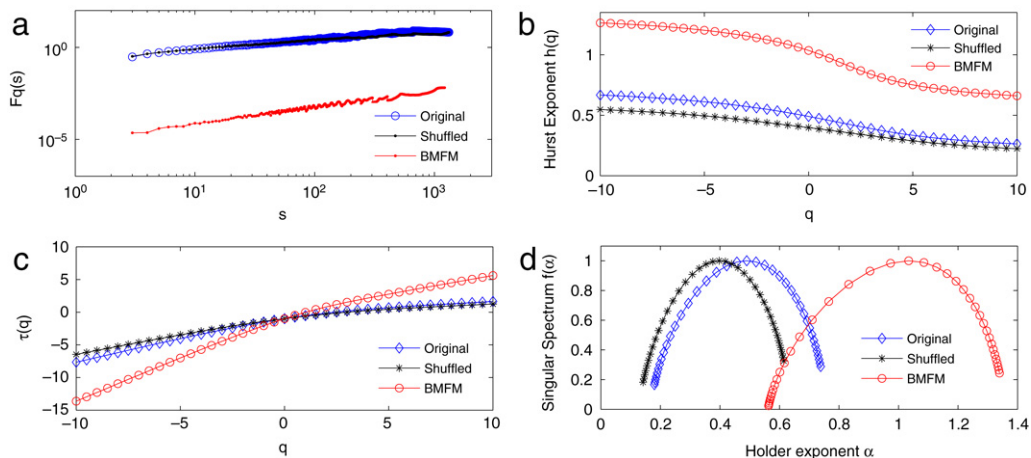 a
10^0
10^-5
Fq(s)
Original
Shuffled
BMFM
10^0
10^1
10^2
10^3
s
b
1
0.5
0
Hurst Exponent h(q)
Original
Shuffled
BMFM
-10
-5
0
5
10
q
c
10
5
0
-5
-10
-15
τ(q)
Original
Shuffled
BMFM
-10
-5
0
5
10
q
d
1
0.8
0.6
0.4
0.2
0
Singular Spectrum f(α)
Original
Shuffled
BMFM
0
0.2
0.4
0.6
0.8
1
1.2
1.4
Holder exponent α